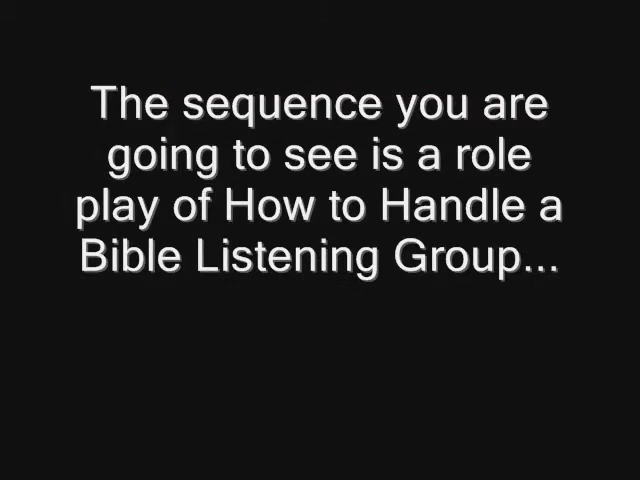 The sequence you are
going to see is a role
play of How to Handle a
Bible Listening Group...